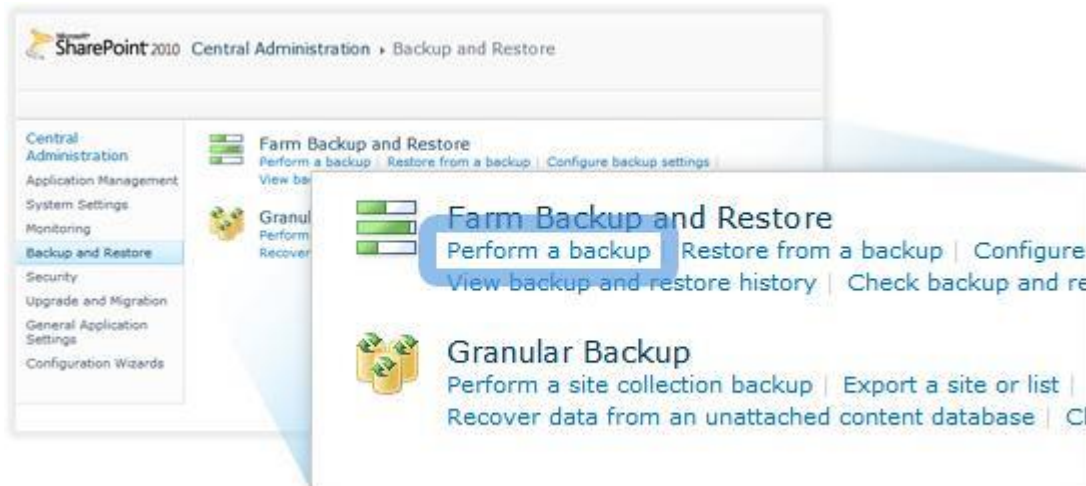 Microsoft
SharePoint 2010 Central Administration ▸ Backup and Restore
Central
Administration
Application Management
System Settings
Monitoring
Backup and Restore
Security
Upgrade and Migration
General Application
Settings
Configuration Wizards
Farm Backup and Restore
Perform a backup | Restore from a backup | Configure backup settings |
View ba
Granul
Perform
Recover
Farm Backup and Restore
Perform a backup | Restore from a backup | Configure
View backup and restore history | Check backup and re
Granular Backup
Perform a site collection backup | Export a site or list |
Recover data from an unattached content database | Cl